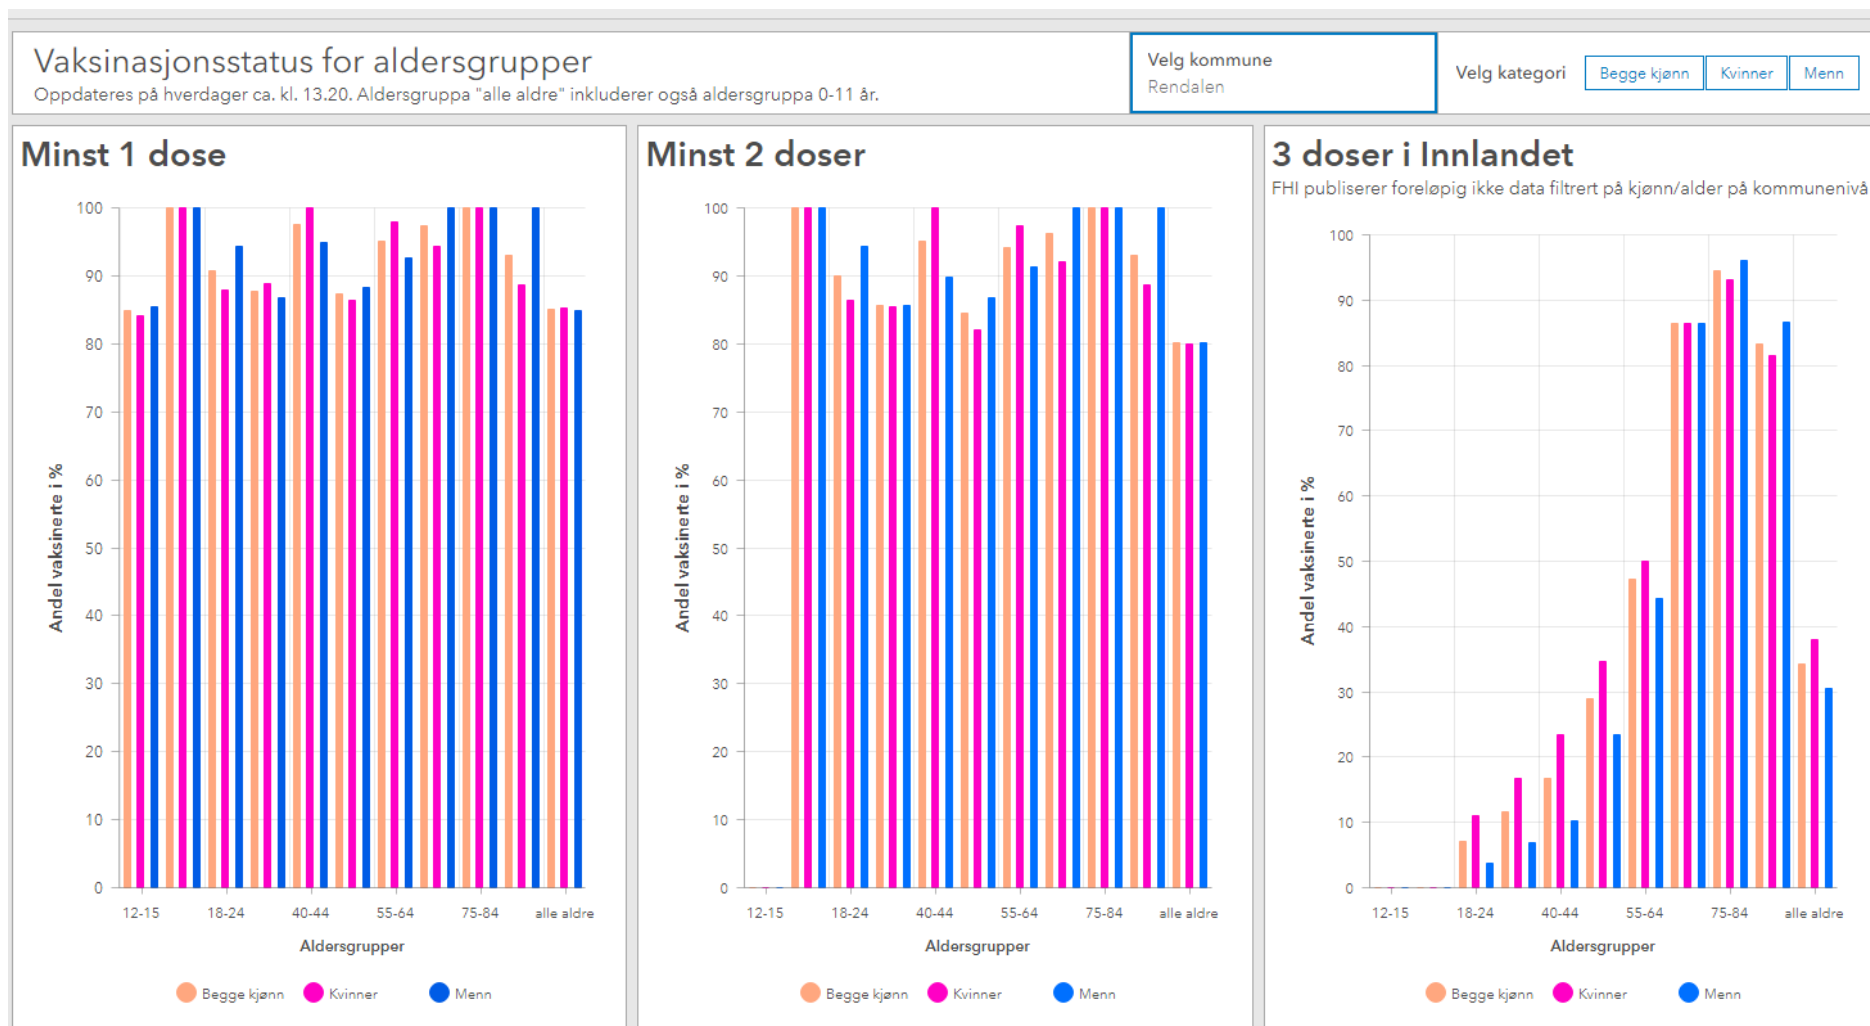 Vaksinasjonsstatus for aldersgrupper
Oppdateres på hverdager ca. kl. 13.20. Aldersgruppa "alle aldre" inkluderer også aldersgruppa 0-11 år.
Velg kommune
Rendalen
Velg kategori
Begge kjønn
Kvinner
Menn
Minst 1 dose
100
90
80
70
60
50
40
30
20
10
0
Andel vaksinerte i %
12-15 18-24 40-44 55-64 75-84 alle aldre
Aldersgrupper
Begge kjønn Kvinner Menn
Minst 2 doser
100
90
80
70
60
50
40
30
20
10
0
Andel vaksinerte i %
12-15 18-24 40-44 55-64 75-84 alle aldre
Aldersgrupper
Begge kjønn Kvinner Menn
3 doser i Innlandet
FHI publiserer foreløpig ikke data filtrert på kjønn/alder på kommunenivå
100
90
80
70
60
50
40
30
20
10
0
Andel vaksinerte i %
12-15 18-24 40-44 55-64 75-84 alle aldre
Aldersgrupper
Begge kjønn Kvinner Menn